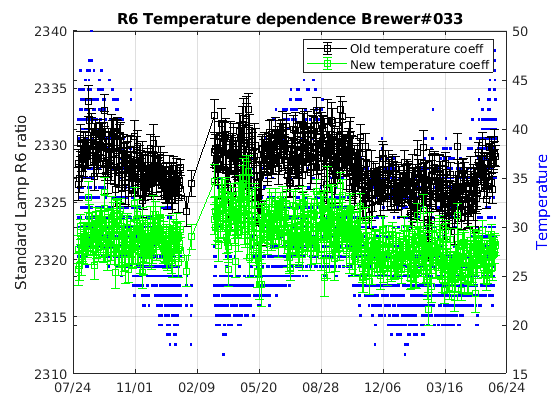 R6 Temperature dependence Brewer#033
Old temperature coeff
New temperature coeff
Standard Lamp R6 ratio
2340
2335
2330
2325
2320
2315
2310
50
45
40
35
30
25
20
15
Temperature
07/24 11/01 02/09 05/20 08/28 12/06 03/16 06/24